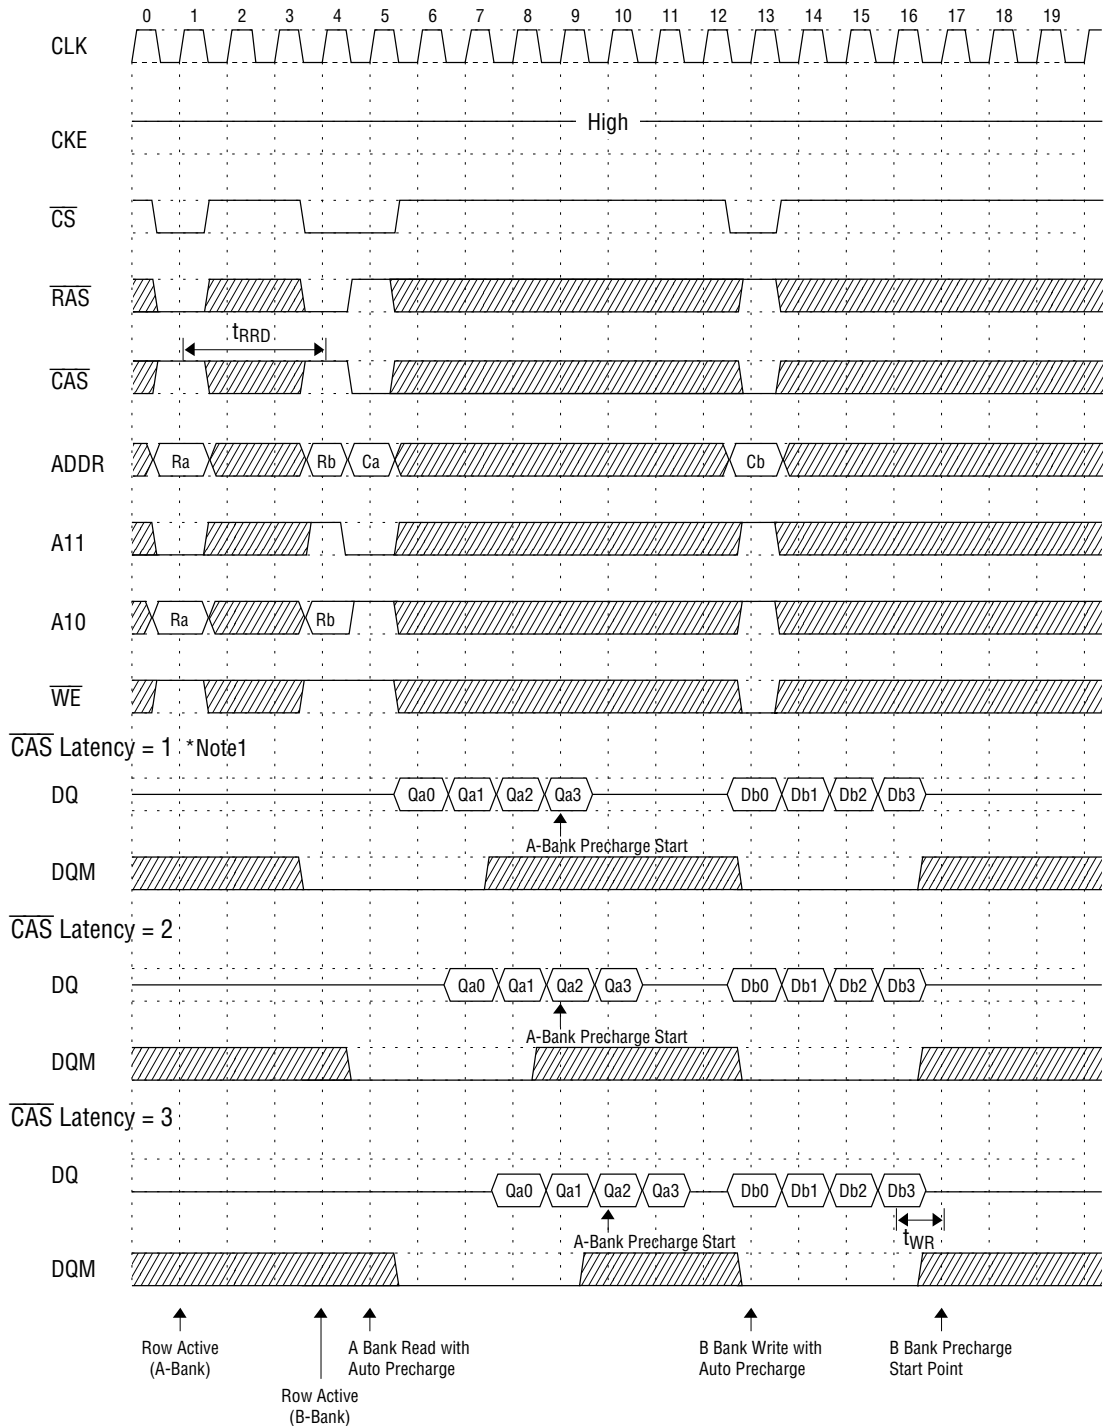 0 1 2 3 4 5 6 7 8 9 10 11 12 13 14 15 16 17 18 19
CLK
CKE
High
CS
RAS
tRRD
CAS
ADDR
Ra Rb Ca Cb
A11
A10
Ra Rb
WE
CAS Latency = 1 *Note1
DQ
Qa0 Qa1 Qa2 Qa3 Db0 Db1 Db2 Db3
A-Bank Precharge Start
DQM
CAS Latency = 2
DQ
Qa0 Qa1 Qa2 Qa3 Db0 Db1 Db2 Db3
A-Bank Precharge Start
DQM
CAS Latency = 3
DQ
Qa0 Qa1 Qa2 Qa3 Db0 Db1 Db2 Db3
A-Bank Precharge Start
tWR
DQM
Row Active
(A-Bank)
Row Active
(B-Bank)
A Bank Read with
Auto Precharge
B Bank Write with
Auto Precharge
B Bank Precharge
Start Point